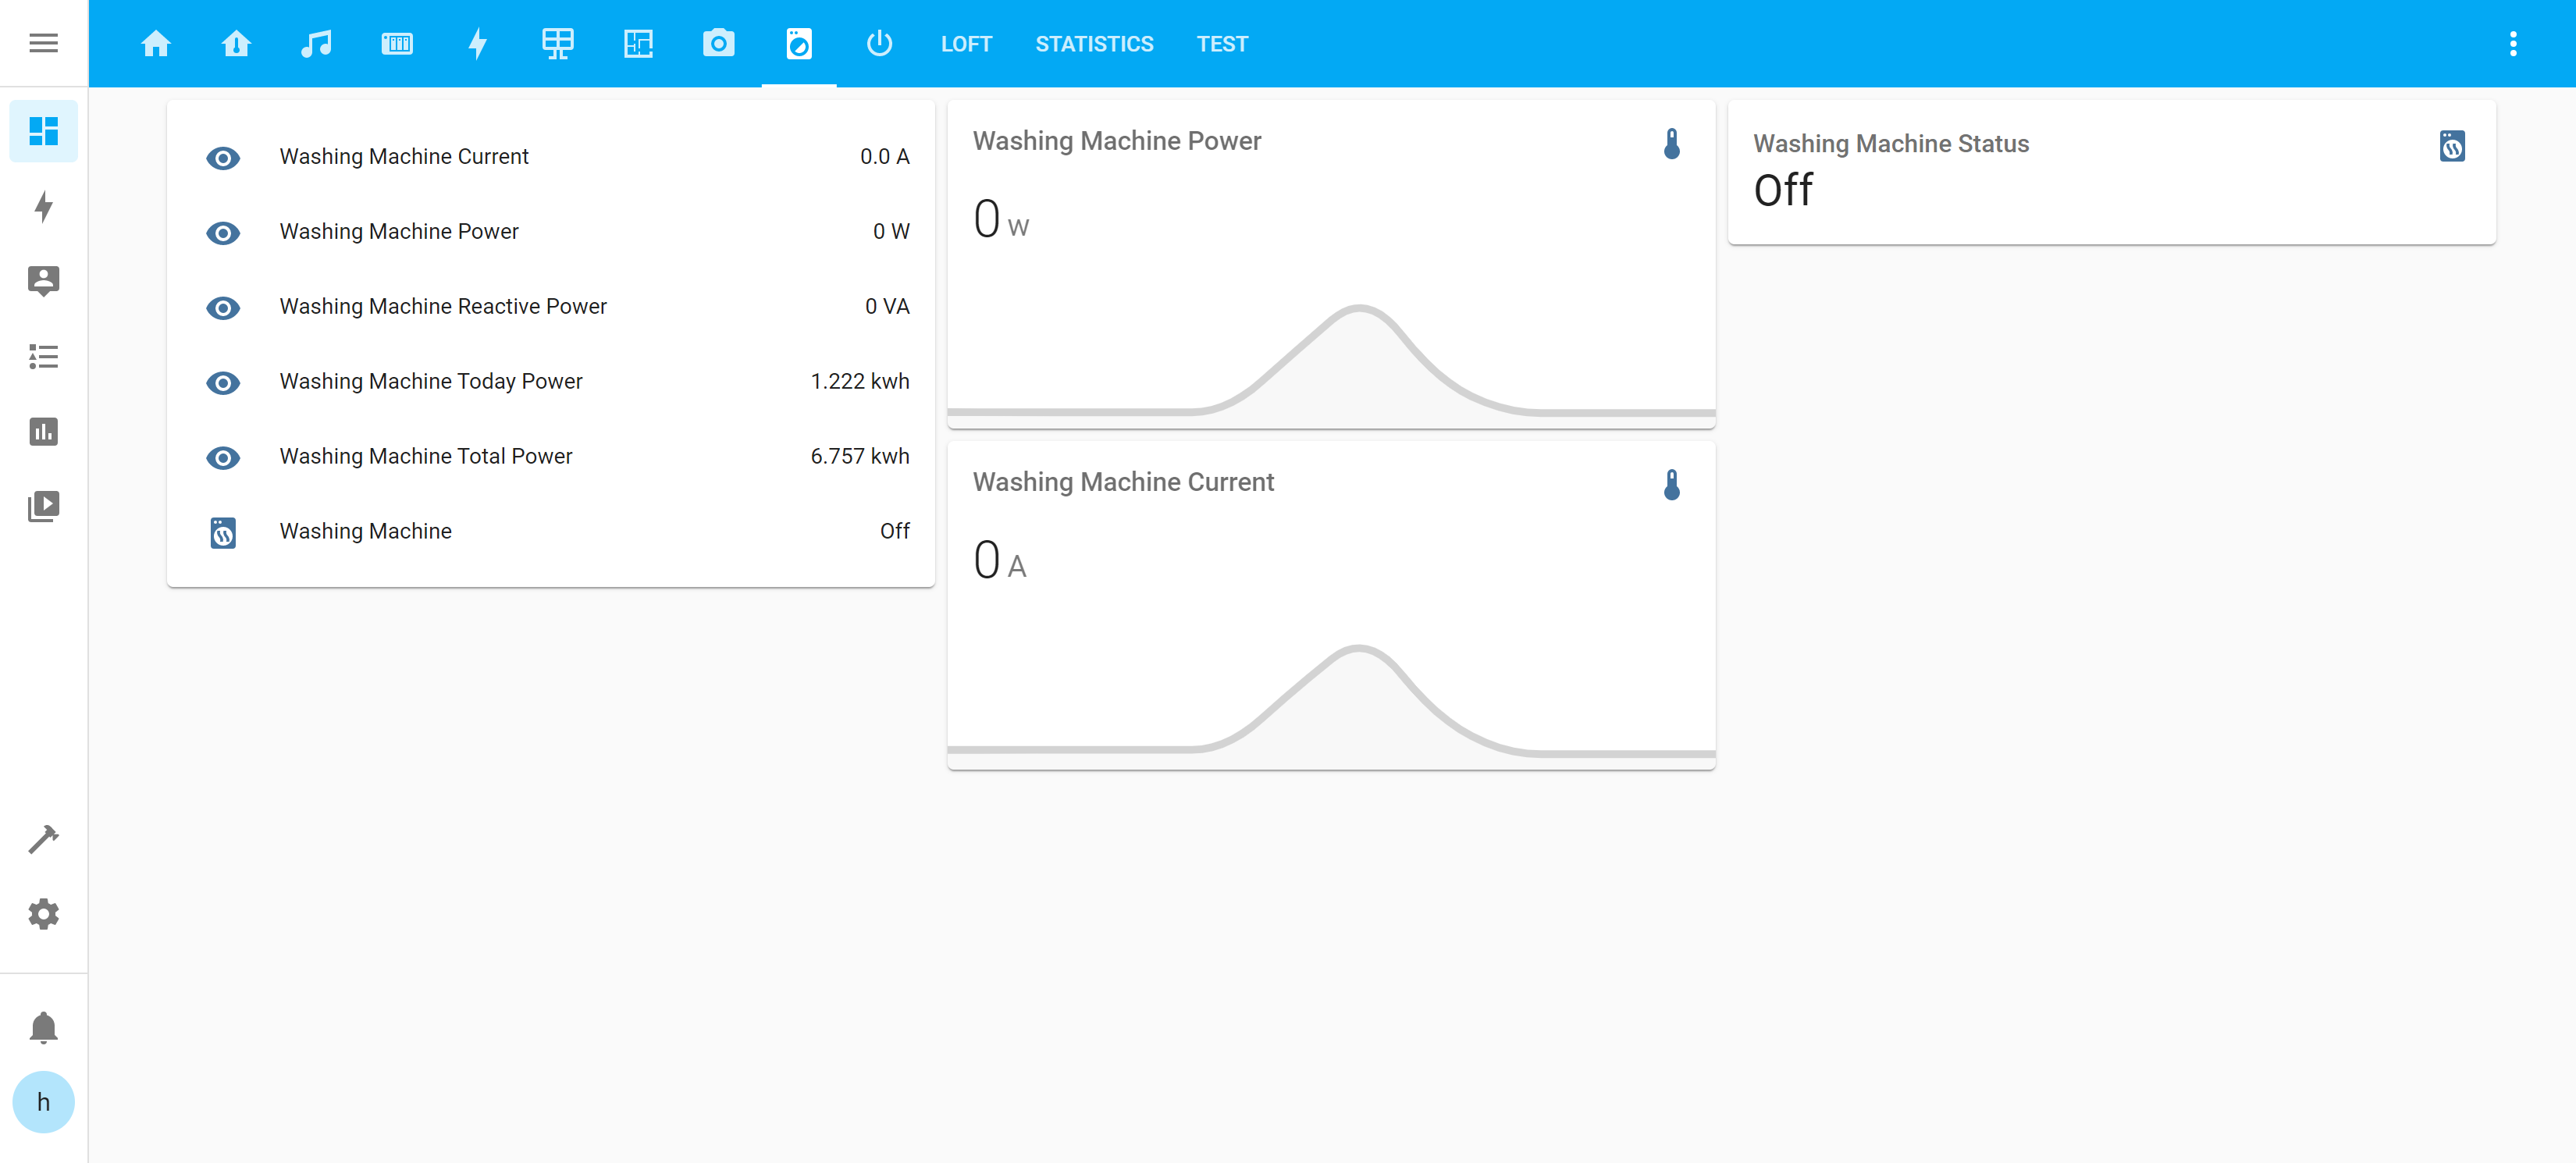 LOFT STATISTICS TEST
Washing Machine Current 0.0 A
Washing Machine Power 0 W
Washing Machine Reactive Power 0 VA
Washing Machine Today Power 1.222 kwh
Washing Machine Total Power 6.757 kwh
Washing Machine Off
Washing Machine Power
0 W
Washing Machine Current
0 A
Washing Machine Status
Off
h